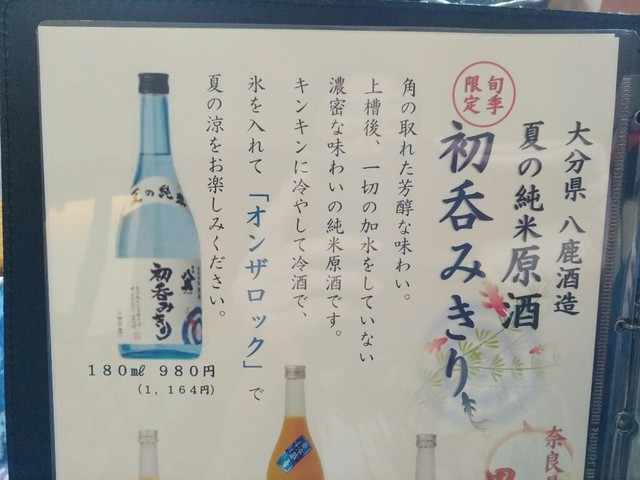 大分県 八鹿酒造
夏の純米原酒
旬季
限定
初呑みきり
角の取れた芳醇な味わい。
上槽後、一切の加水をしていない
濃密な味わいの純米原酒です。
キンキンに冷やして冷酒で、
氷を入れて「オンザロック」で
夏の涼をお楽しみください。
夏の純米
初呑みきり
180㎖ 980円
(1,164円)
奈良県